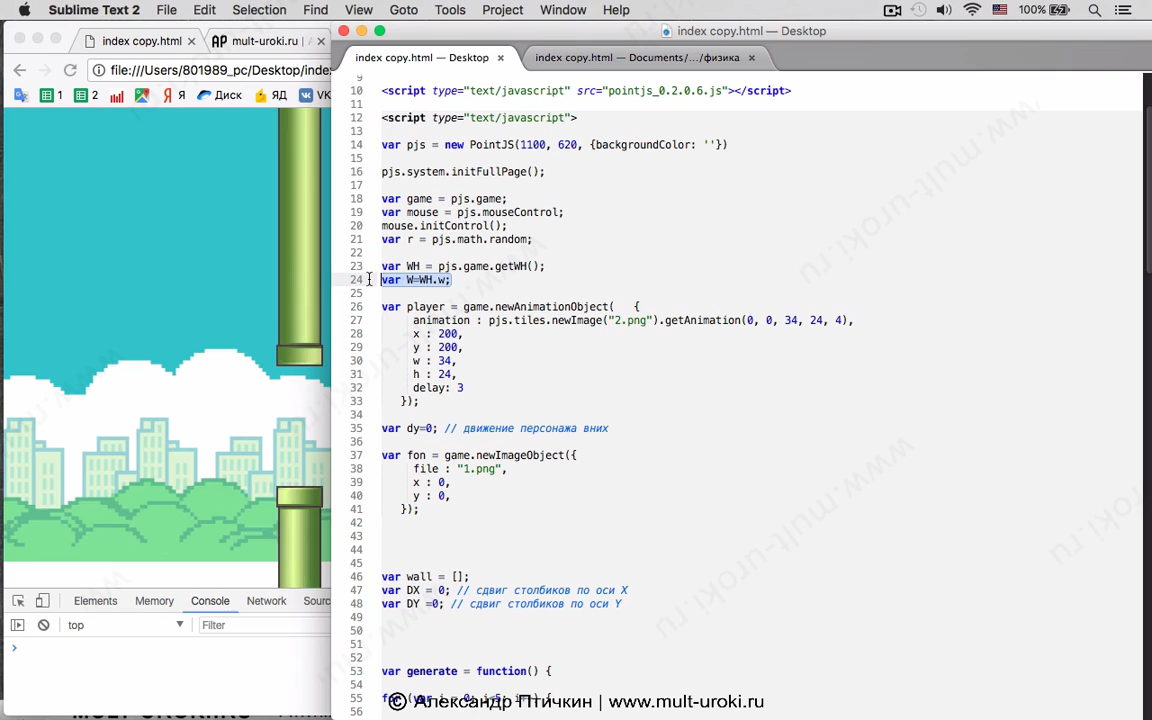 Sublime Text 2 File Edit Selection Find View Goto Tools Project Window Help 100%
index copy.html × mult-uroki.ru ×
file:///Users/801989_pc/Desktop/inde
1 2 Я Диск ЯД VK
index copy.html — Desktop
index copy.html — Desktop × index copy.html — Documents/.../физика ×
9
10 <script type="text/javascript" src="pointjs_0.2.0.6.js"></script>
11
12 <script type="text/javascript">
13
14 var pjs = new PointJS(1100, 620, {backgroundColor: ''})
15
16 pjs.system.initFullPage();
17
18 var game = pjs.game;
19 var mouse = pjs.mouseControl;
20 mouse.initControl();
21 var r = pjs.math.random;
22
23 var WH = pjs.game.getWH();
24 var W=WH.w;
25
26 var player = game.newAnimationObject( {
27 animation : pjs.tiles.newImage("2.png").getAnimation(0, 0, 34, 24, 4),
28 x : 200,
29 y : 200,
30 w : 34,
31 h : 24,
32 delay: 3
33 });
34
35 var dy=0; // движение персонажа вних
36
37 var fon = game.newImageObject({
38 file : "1.png",
39 x : 0,
40 y : 0,
41 });
42
43
44
45
46 var wall = [];
47 var DX = 0; // сдвиг столбиков по оси X
48 var DY =0; // сдвиг столбиков по оси Y
49
50
51
52
53 var generate = function() {
54
55 for (var i = 0; i<5; i++) {
56
Elements Memory Console Network Sourc
top Filter
© Александр Птичкин | www.mult-uroki.ru